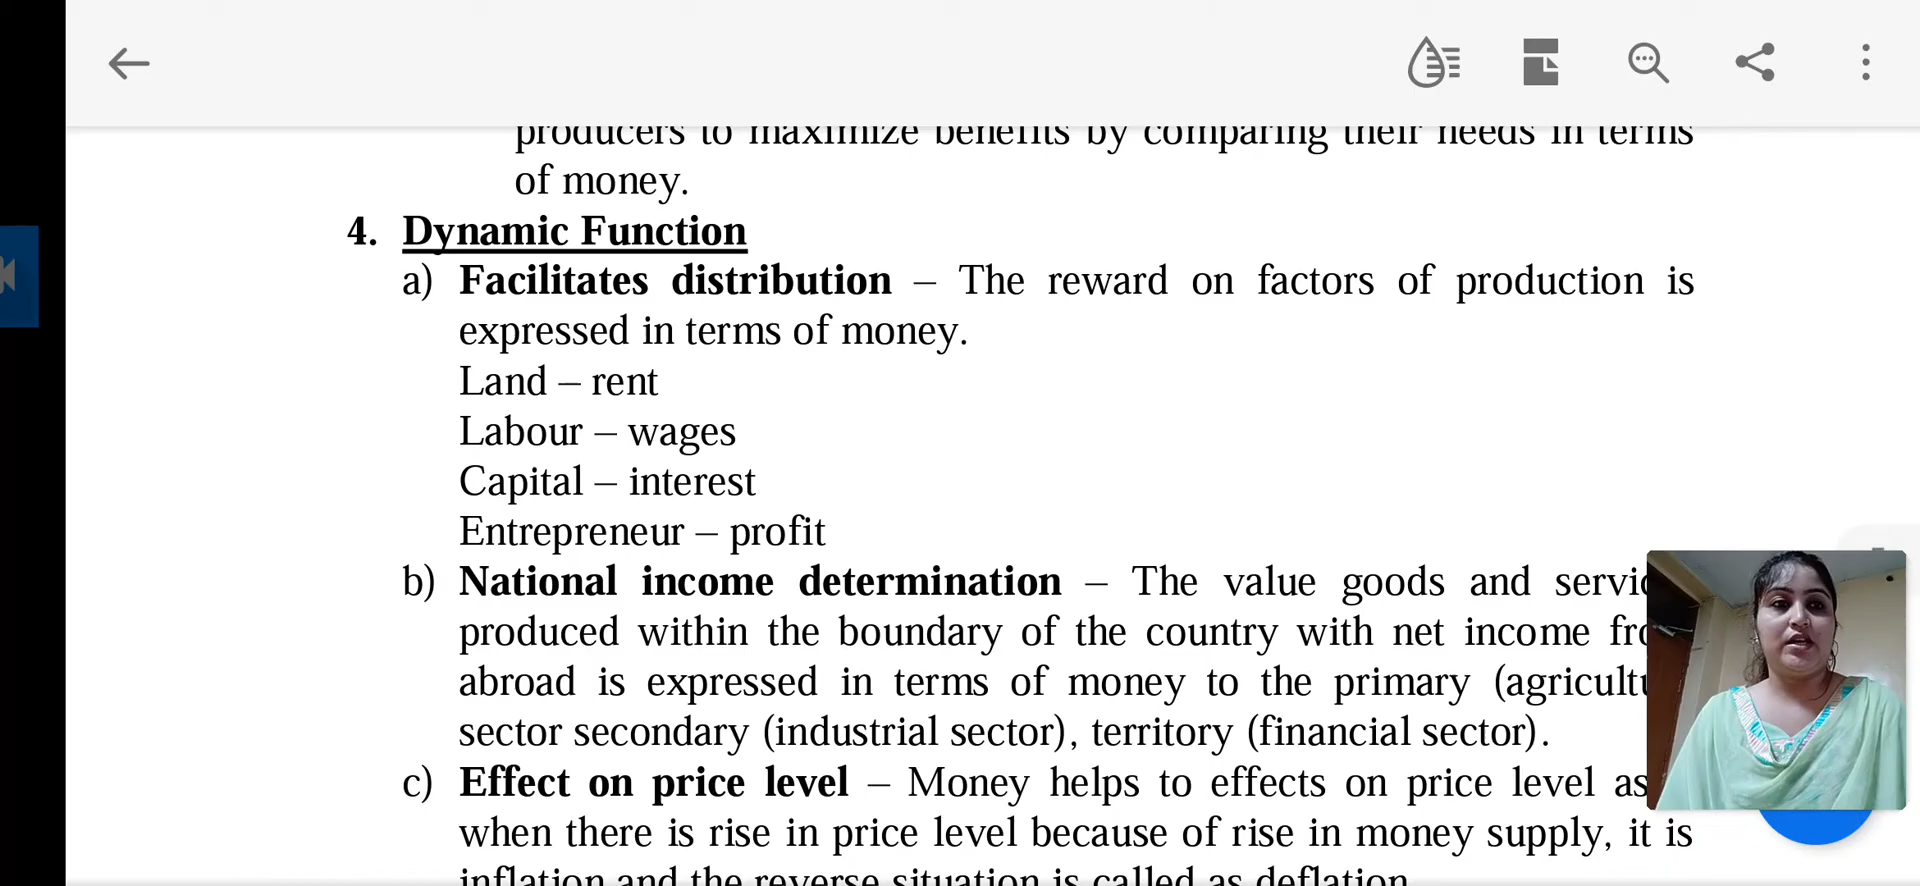 producers to maximize benefits by comparing their needs in terms
of money.
4. Dynamic Function
a) Facilitates distribution – The reward on factors of production is
expressed in terms of money.
Land – rent
Labour – wages
Capital – interest
Entrepreneur – profit
b) National income determination – The value goods and servic
produced within the boundary of the country with net income fro
abroad is expressed in terms of money to the primary (agricultu
sector secondary (industrial sector), territory (financial sector).
c) Effect on price level – Money helps to effects on price level as
when there is rise in price level because of rise in money supply, it is
inflation and the reverse situation is called as deflation